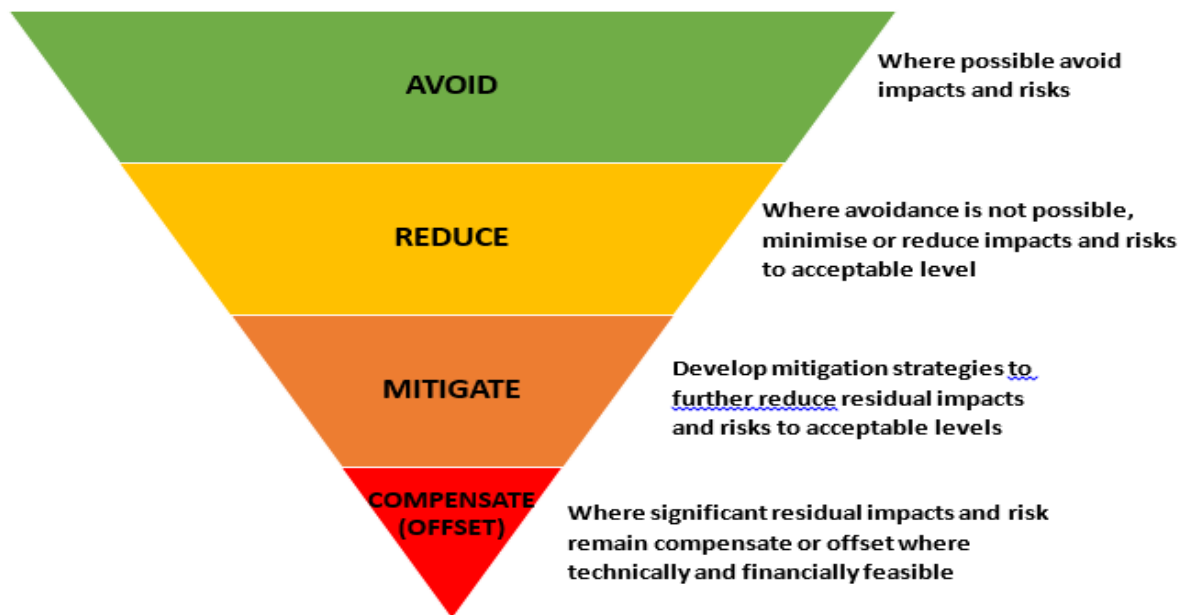 AVOID
Where possible avoid
impacts and risks
REDUCE
Where avoidance is not possible,
minimise or reduce impacts and risks
to acceptable level
MITIGATE
Develop mitigation strategies to
further reduce residual impacts
and risks to acceptable levels
COMPENSATE
(OFFSET)
Where significant residual impacts and risk
remain compensate or offset where
technically and financially feasible